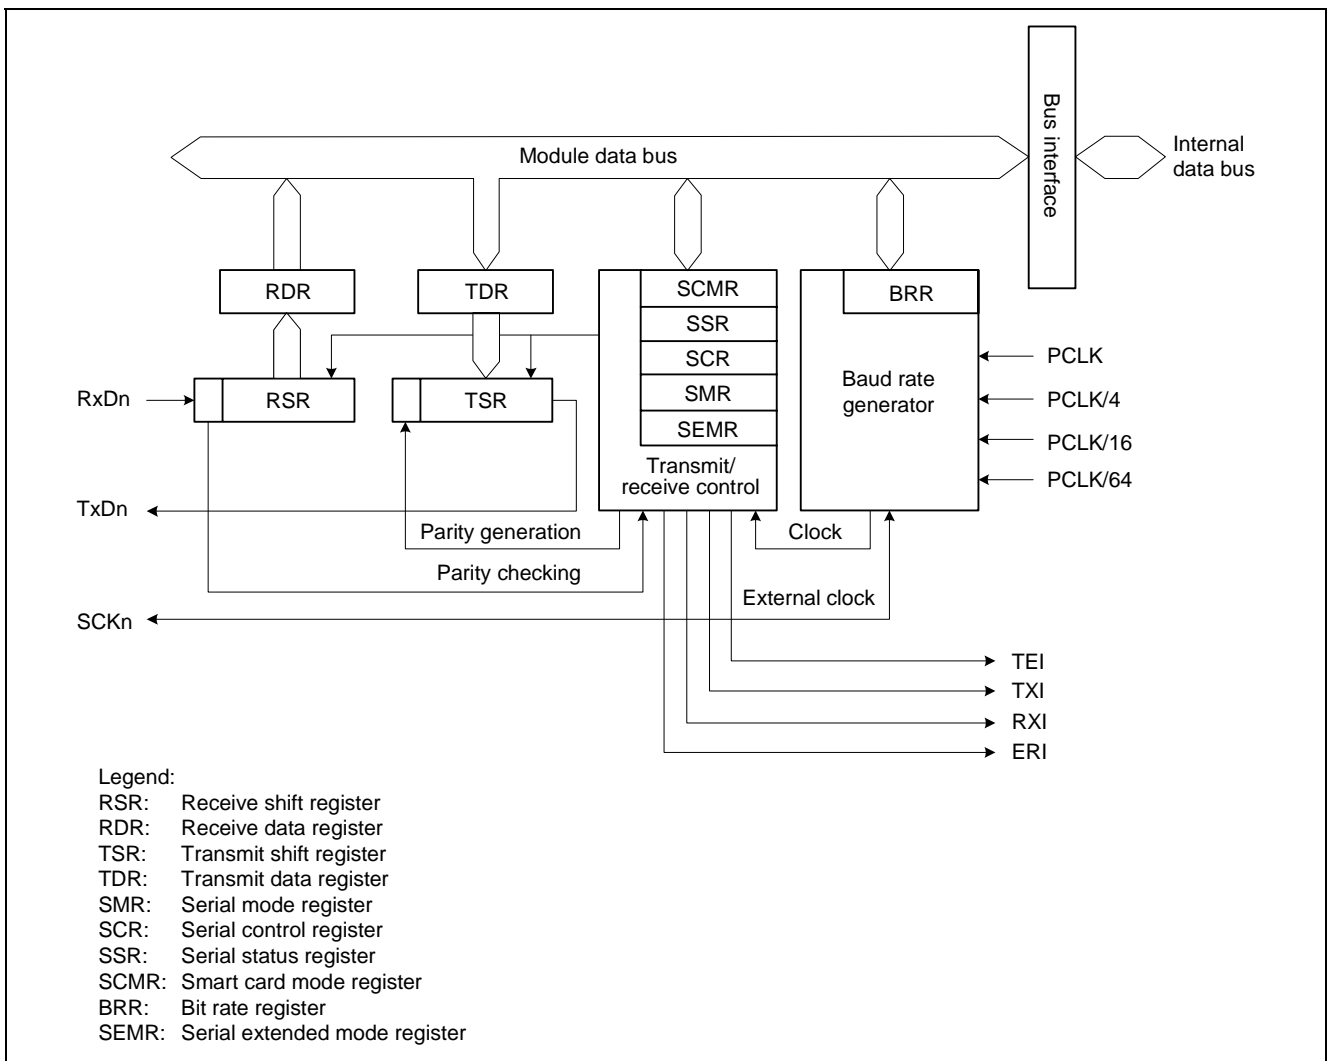 Bus interface
Internal
data bus
Module data bus
RDR
TDR
SCMR
BRR
SSR
SCR
SMR
SEMR
Transmit/
receive control
Baud rate
generator
PCLK
PCLK/4
PCLK/16
PCLK/64
RxDn
RSR
TSR
TxDn
Parity generation
Clock
Parity checking
External clock
SCKn
TEI
TXI
RXI
ERI
Legend:
RSR: Receive shift register
RDR: Receive data register
TSR: Transmit shift register
TDR: Transmit data register
SMR: Serial mode register
SCR: Serial control register
SSR: Serial status register
SCMR: Smart card mode register
BRR: Bit rate register
SEMR: Serial extended mode register